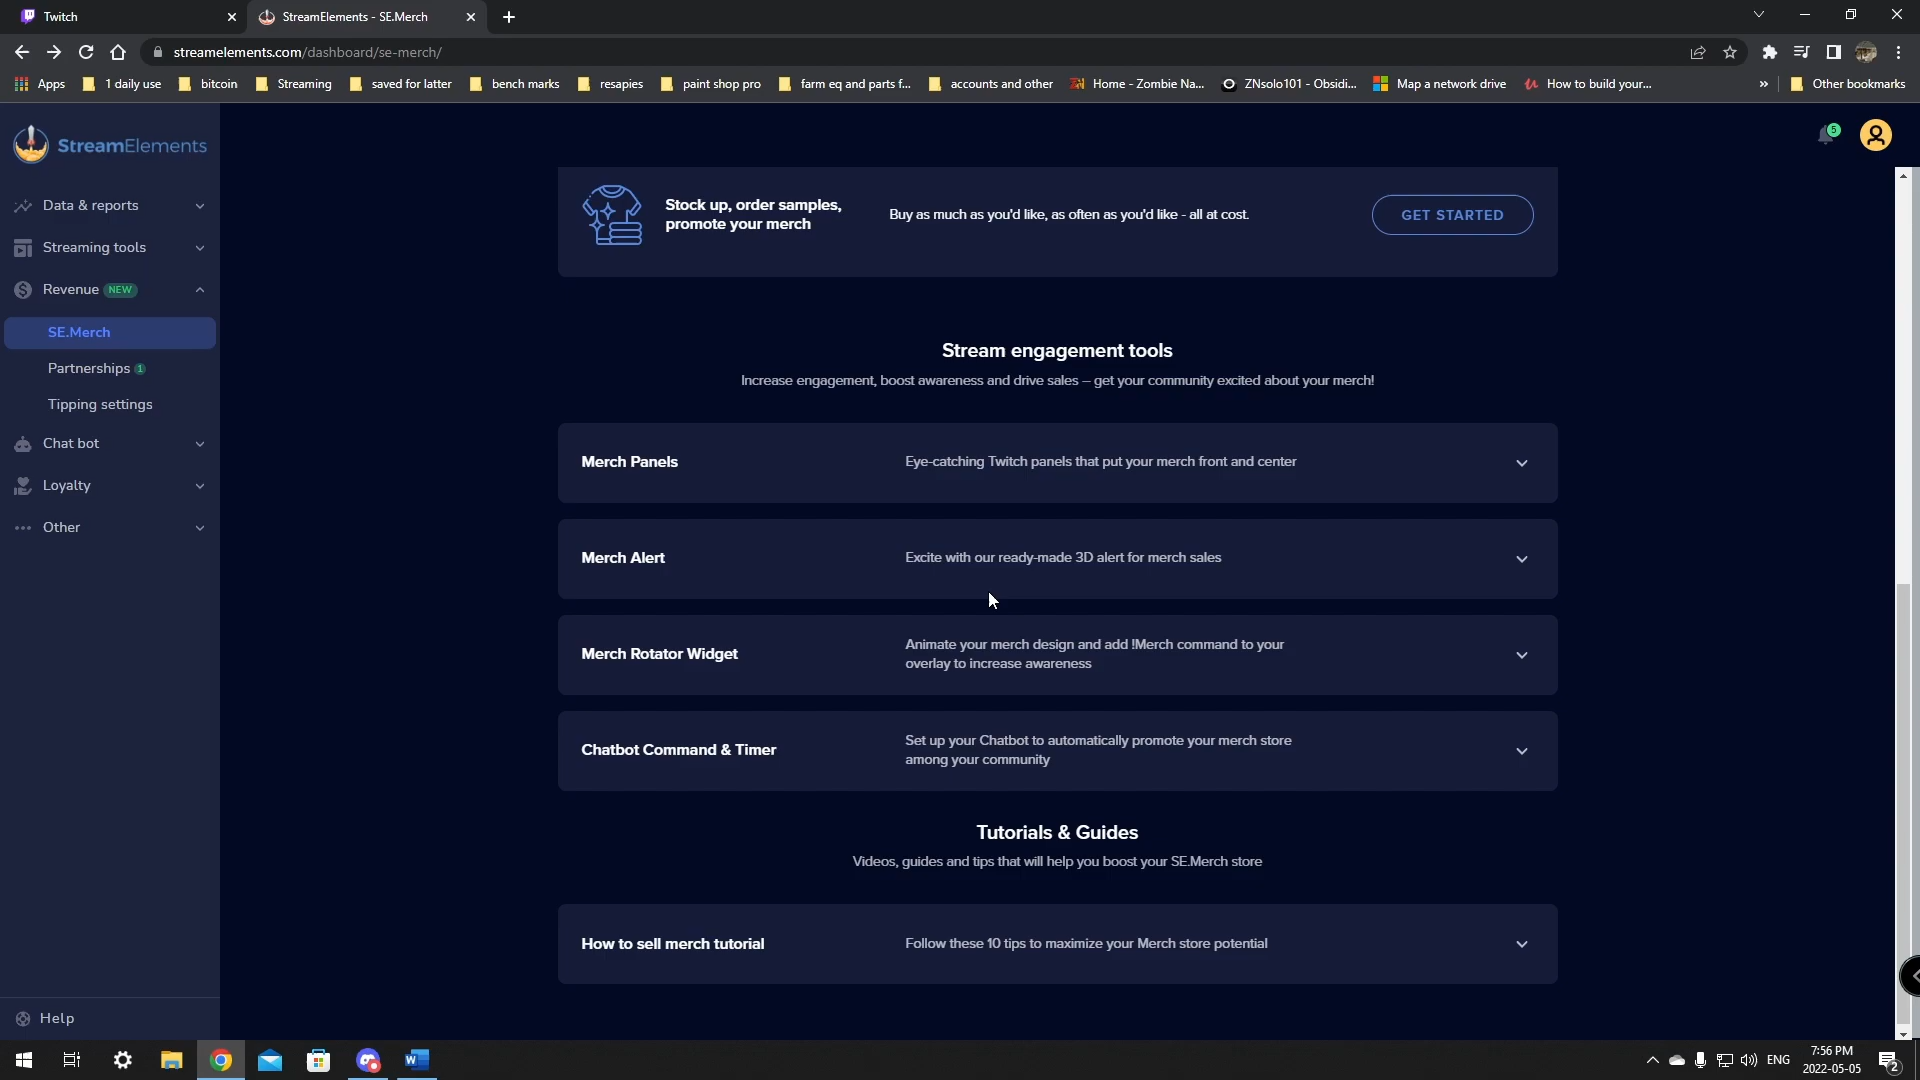 Twitch
StreamElements - SE.Merch
streamelements.com/dashboard/se-merch/
Apps
1 daily use
bitcoin
Streaming
saved for latter
bench marks
resapies
paint shop pro
farm eq and parts f...
accounts and other
Home - Zombie Na...
ZNsolo101 - Obsidi...
Map a network drive
How to build your...
»
Other bookmarks
StreamElements
5
Data & reports
Streaming tools
Revenue NEW
SE.Merch
Partnerships 1
Tipping settings
Chat bot
Loyalty
Other
Help
Stock up, order samples,
promote your merch
Buy as much as you'd like, as often as you'd like - all at cost.
GET STARTED
Stream engagement tools
Increase engagement, boost awareness and drive sales – get your community excited about your merch!
Merch Panels
Eye-catching Twitch panels that put your merch front and center
Merch Alert
Excite with our ready-made 3D alert for merch sales
Merch Rotator Widget
Animate your merch design and add !Merch command to your
overlay to increase awareness
Chatbot Command & Timer
Set up your Chatbot to automatically promote your merch store
among your community
Tutorials & Guides
Videos, guides and tips that will help you boost your SE.Merch store
How to sell merch tutorial
Follow these 10 tips to maximize your Merch store potential
ENG
7:56 PM
2022-05-05
2